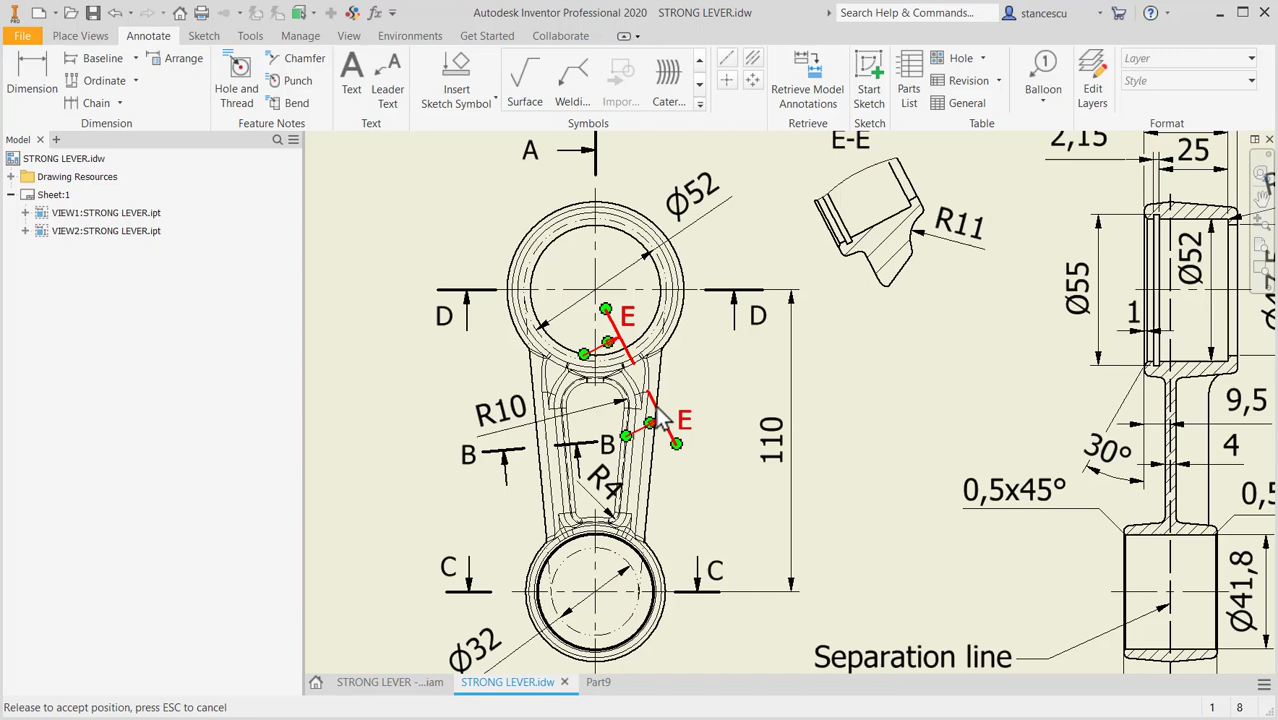 Autodesk Inventor Professional 2020 STRONG LEVER.idw
Search Help & Commands...
stancescu
PRO
File
Place Views
Annotate
Sketch
Tools
Manage
View
Environments
Get Started
Collaborate
Dimension
Baseline
Ordinate
Chain
Arrange
Dimension
Hole and Thread
Chamfer
Punch
Bend
Feature Notes
Text
Leader Text
Text
Insert Sketch Symbol
Surface
Weldi...
Impor...
Cater...
Symbols
Retrieve Model Annotations
Retrieve
Start Sketch
Sketch
Parts List
Hole
Revision
General
Table
Balloon
Edit Layers
Layer
Style
Format
Model
STRONG LEVER.idw
Drawing Resources
Sheet:1
VIEW1:STRONG LEVER.ipt
VIEW2:STRONG LEVER.ipt
A
E-E
2,15
25
Ø52
R11
D
D
E
Ø55
Ø52
1
R10
E
110
9,5
B
B
30°
4
R4
0,5x45°
C
C
Ø41,8
Ø32
Separation line
STRONG LEVER -...iam
STRONG LEVER.idw
Part9
Release to accept position, press ESC to cancel
1
8